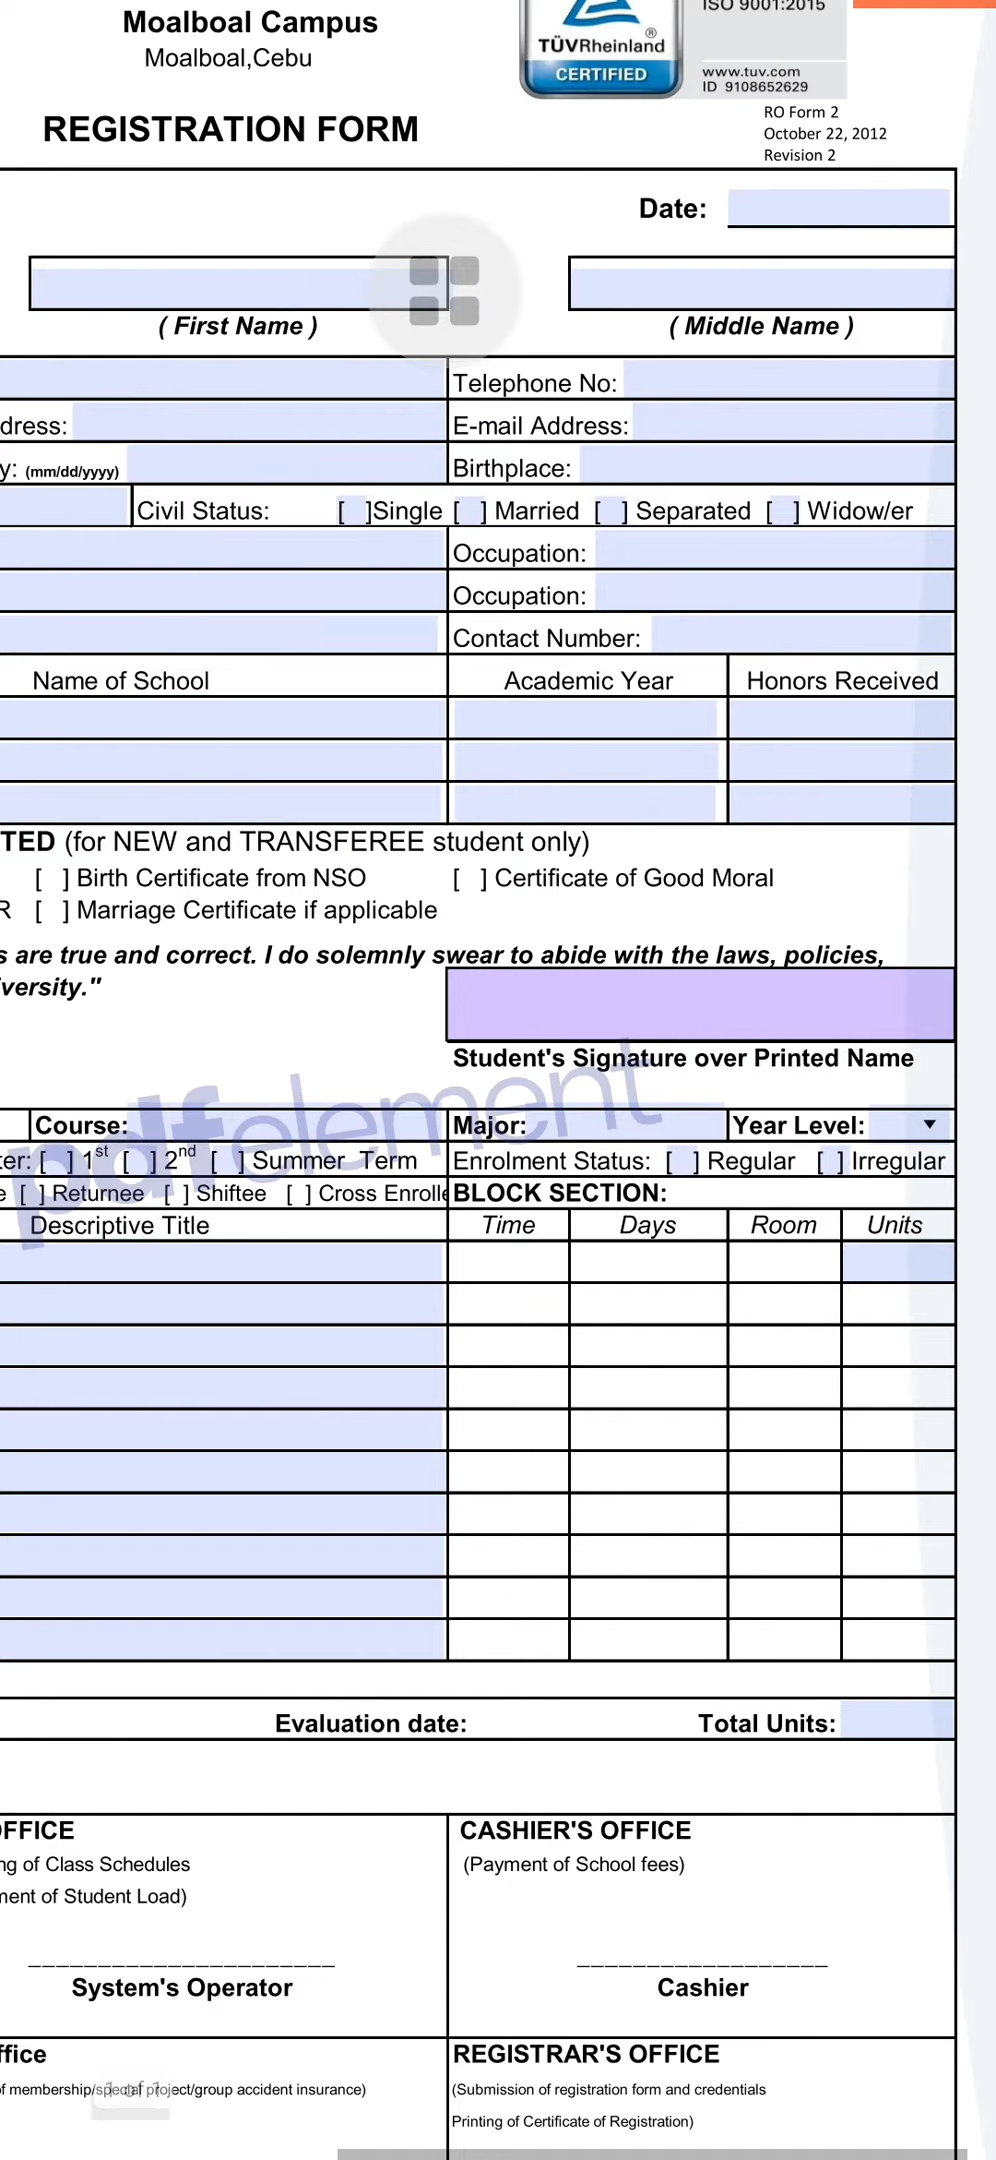 Moalboal Campus
Moalboal,Cebu
ISO 9001:2015
TÜVRheinland®
CERTIFIED
www.tuv.com
ID 9108652629
REGISTRATION FORM
RO Form 2
October 22, 2012
Revision 2
Date:
( First Name )
( Middle Name )
Telephone No:
dress:
E-mail Address:
y: (mm/dd/yyyy)
Birthplace:
Civil Status: [ ]Single [ ] Married [ ] Separated [ ] Widow/er
Occupation:
Occupation:
Contact Number:
Name of School
Academic Year
Honors Received
TED (for NEW and TRANSFEREE student only)
[ ] Birth Certificate from NSO [ ] Certificate of Good Moral
R [ ] Marriage Certificate if applicable
s are true and correct. I do solemnly swear to abide with the laws, policies,
versity."
Student's Signature over Printed Name
pdfelement
Course:
Major:
Year Level:
ter: [ ] 1st [ ] 2nd [ ] Summer Term
Enrolment Status: [ ] Regular [ ] Irregular
e [ ] Returnee [ ] Shiftee [ ] Cross Enrolle
BLOCK SECTION:
Descriptive Title
Time
Days
Room
Units
Evaluation date:
Total Units:
OFFICE
CASHIER'S OFFICE
ng of Class Schedules
(Payment of School fees)
ment of Student Load)
System's Operator
Cashier
ffice
REGISTRAR'S OFFICE
of membership/special project/group accident insurance)
1 of 1
(Submission of registration form and credentials
Printing of Certificate of Registration)